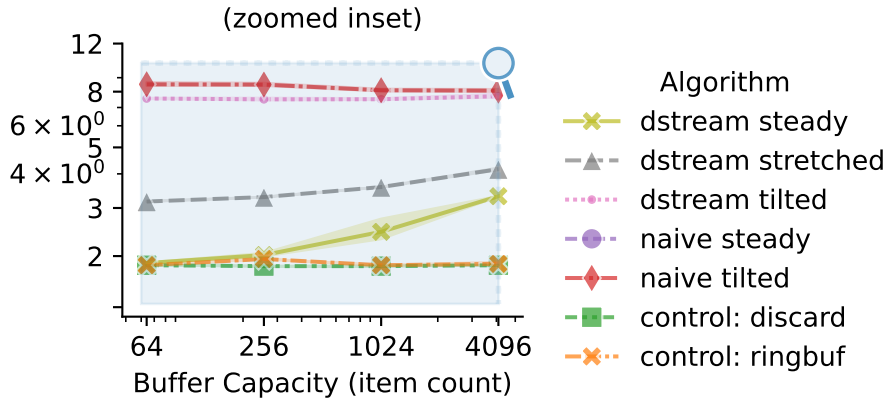 (zoomed inset)
12
8
6 × 10⁰
5
4 × 10⁰
3
2
64 256 1024 4096
Buffer Capacity (item count)
Algorithm
dstream steady
dstream stretched
dstream tilted
naive steady
naive tilted
control: discard
control: ringbuf